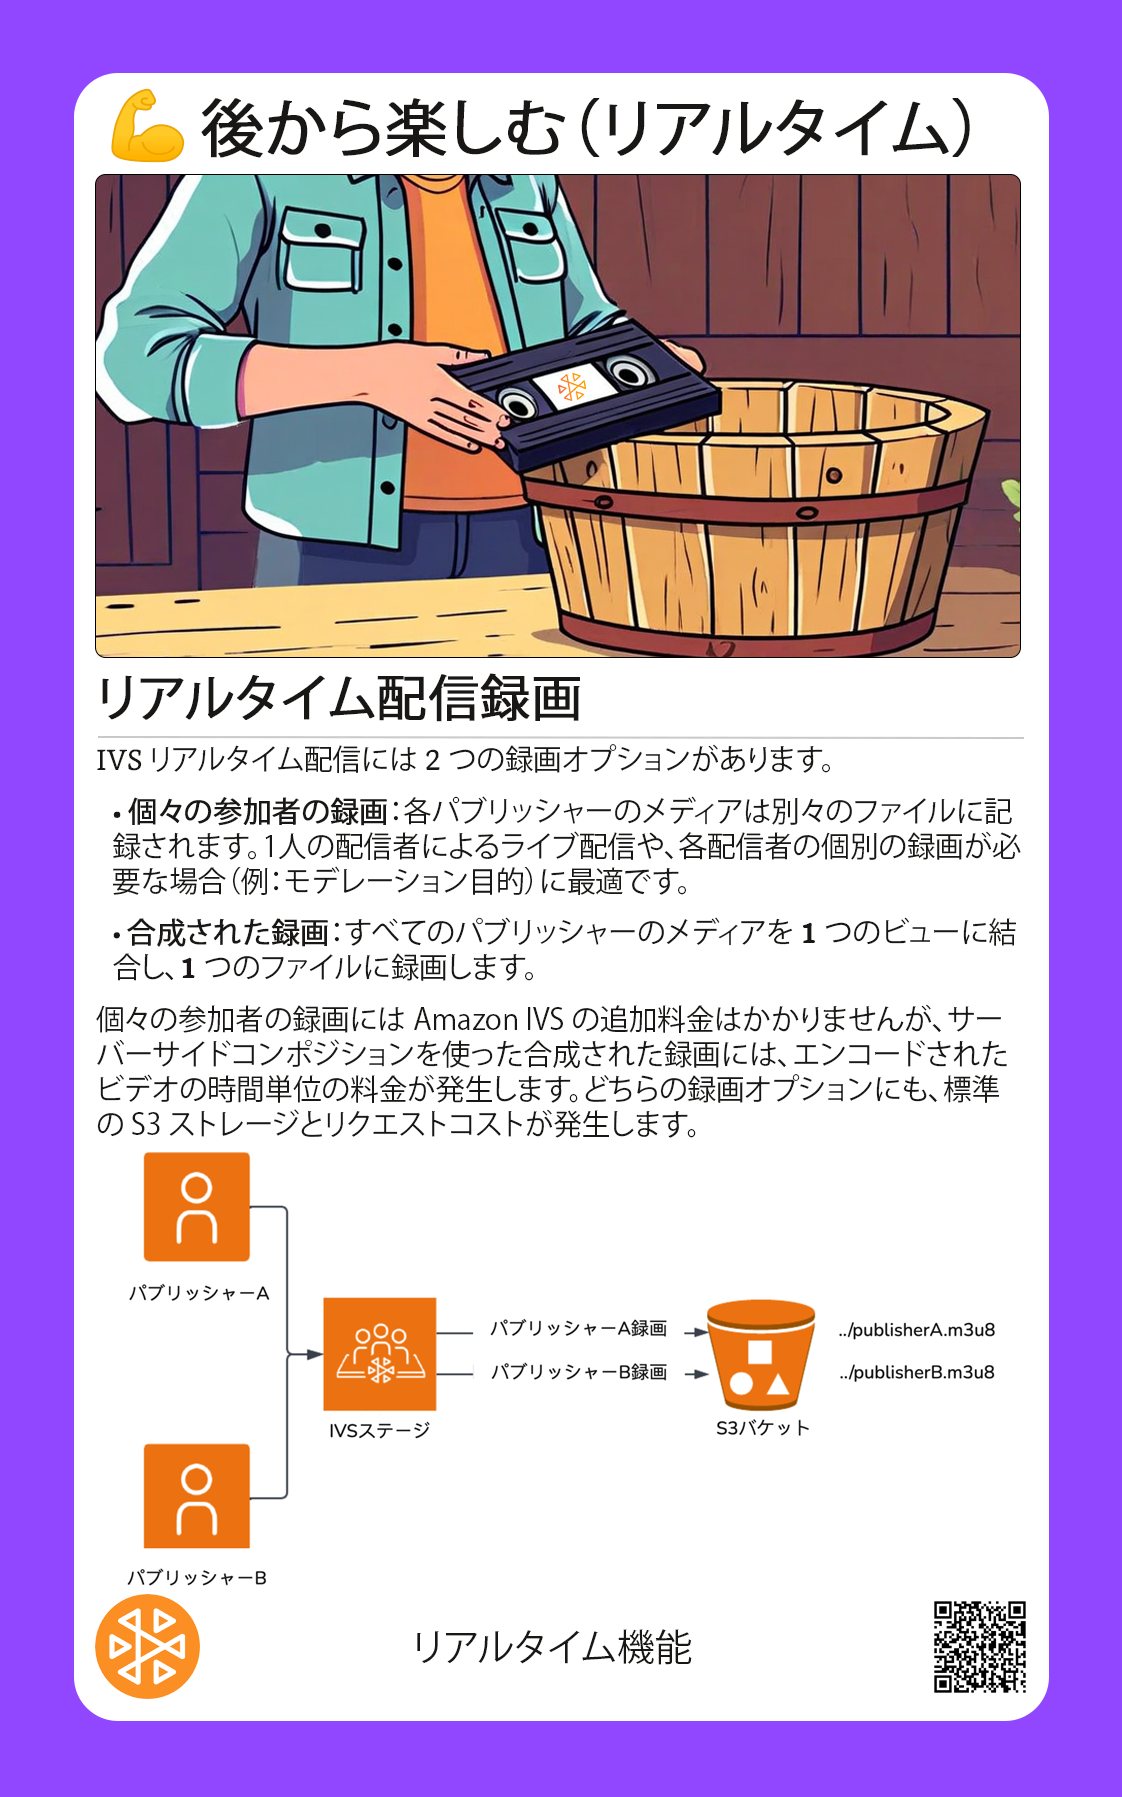 💪 後から楽しむ（リアルタイム）
リアルタイム配信録画
IVS リアルタイム配信には 2 つの録画オプションがあります。
• 個々の参加者の録画：各パブリッシャーのメディアは別々のファイルに記
録されます。1人の配信者によるライブ配信や、各配信者の個別の録画が必
要な場合（例：モデレーション目的）に最適です。
• 合成された録画：すべてのパブリッシャーのメディアを 1 つのビューに結
合し、1 つのファイルに録画します。
個々の参加者の録画には Amazon IVS の追加料金はかかりませんが、サー
バーサイドコンポジションを使った合成された録画には、エンコードされた
ビデオの時間単位の料金が発生します。どちらの録画オプションにも、標準
の S3 ストレージとリクエストコストが発生します。
パブリッシャーA
パブリッシャーA録画
../publisherA.m3u8
パブリッシャーB録画
../publisherB.m3u8
IVSステージ
S3バケット
パブリッシャーB
リアルタイム機能